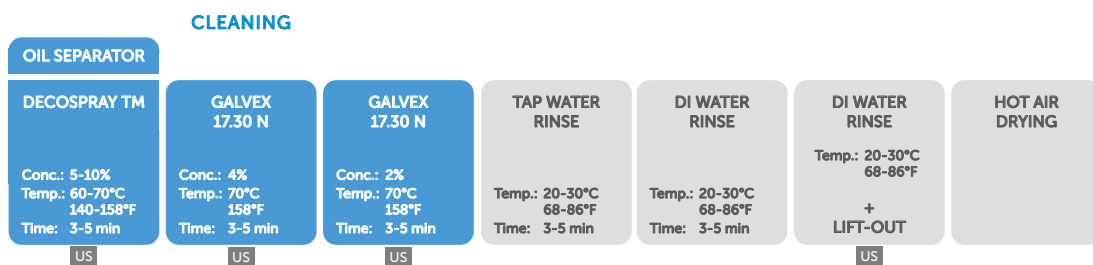 CLEANING
OIL SEPARATOR
DECOSPRAY TM
Conc.: 5-10%
Temp.: 60-70°C
140-158°F
Time: 3-5 min
US
GALVEX
17.30 N
Conc.: 4%
Temp.: 70°C
158°F
Time: 3-5 min
US
GALVEX
17.30 N
Conc.: 2%
Temp.: 70°C
158°F
Time: 3-5 min
US
TAP WATER
RINSE
Temp.: 20-30°C
68-86°F
Time: 3-5 min
DI WATER
RINSE
Temp.: 20-30°C
68-86°F
Time: 3-5 min
DI WATER
RINSE
Temp.: 20-30°C
68-86°F
+
LIFT-OUT
US
HOT AIR
DRYING